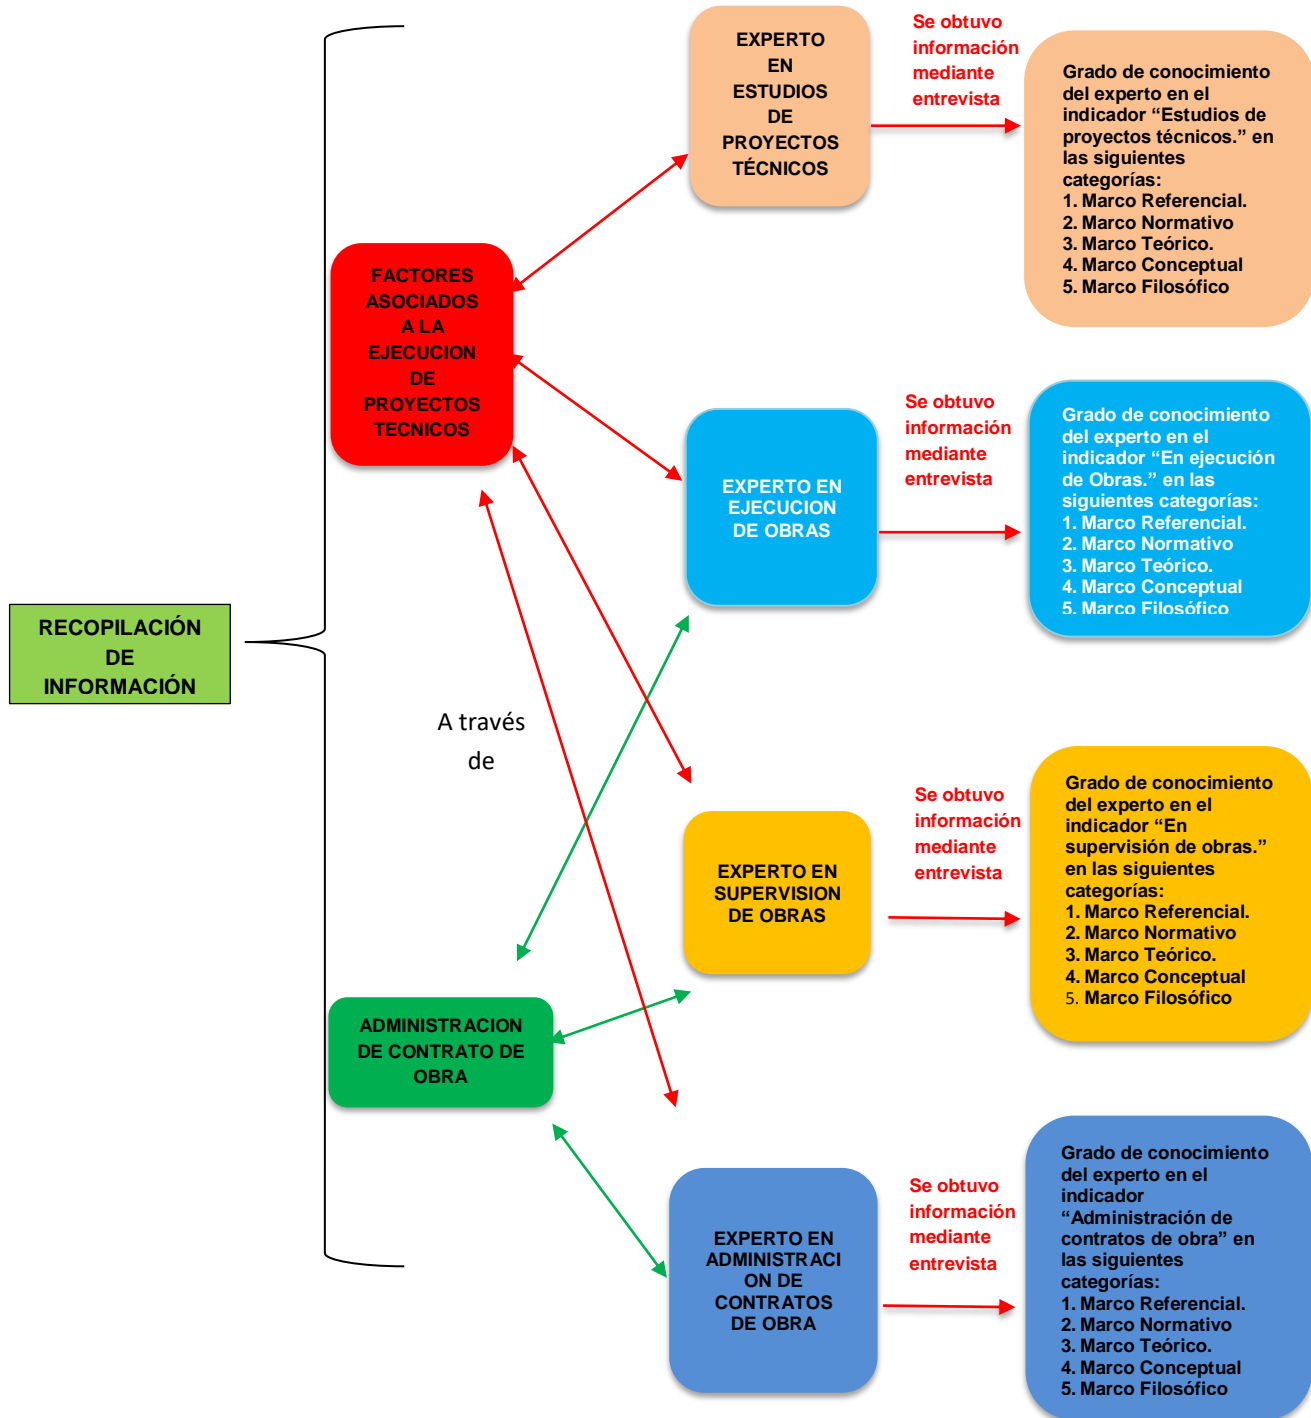 RECOPILACIÓN
DE
INFORMACIÓN
FACTORES
ASOCIADOS
A LA
EJECUCION
DE
PROYECTOS
TECNICOS
A través
de
ADMINISTRACION
DE CONTRATO DE
OBRA
EXPERTO
EN
ESTUDIOS
DE
PROYECTOS
TÉCNICOS
Se obtuvo
información
mediante
entrevista
Grado de conocimiento
del experto en el
indicador “Estudios de
proyectos técnicos.” en
las siguientes
categorías:
1. Marco Referencial.
2. Marco Normativo
3. Marco Teórico.
4. Marco Conceptual
5. Marco Filosófico
EXPERTO EN
EJECUCION
DE OBRAS
Se obtuvo
información
mediante
entrevista
Grado de conocimiento
del experto en el
indicador “En ejecución
de Obras.” en las
siguientes categorías:
1. Marco Referencial.
2. Marco Normativo
3. Marco Teórico.
4. Marco Conceptual
5. Marco Filosófico
EXPERTO EN
SUPERVISION
DE OBRAS
Se obtuvo
información
mediante
entrevista
Grado de conocimiento
del experto en el
indicador “En
supervisión de obras.”
en las siguientes
categorías:
1. Marco Referencial.
2. Marco Normativo
3. Marco Teórico.
4. Marco Conceptual
5. Marco Filosófico
EXPERTO EN
ADMINISTRACI
ON DE
CONTRATOS
DE OBRA
Se obtuvo
información
mediante
entrevista
Grado de conocimiento
del experto en el
indicador
“Administración de
contratos de obra” en
las siguientes
categorías:
1. Marco Referencial.
2. Marco Normativo
3. Marco Teórico.
4. Marco Conceptual
5. Marco Filosófico